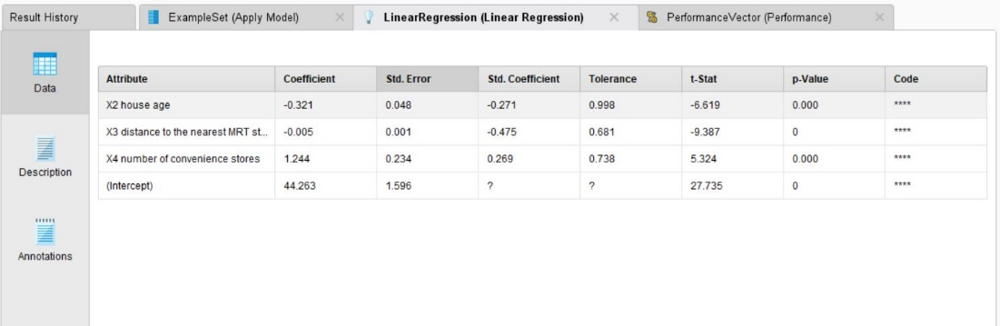 Result History ExampleSet (Apply Model) LinearRegression (Linear Regression) PerformanceVector (Performance)
Data
Description
Annotations
Attribute Coefficient Std. Error Std. Coefficient Tolerance t-Stat p-Value Code
X2 house age -0.321 0.048 -0.271 0.998 -6.619 0.000 ****
X3 distance to the nearest MRT st... -0.005 0.001 -0.475 0.681 -9.387 0 ****
X4 number of convenience stores 1.244 0.234 0.269 0.738 5.324 0.000 ****
(Intercept) 44.263 1.596 ? ? 27.735 0 ****